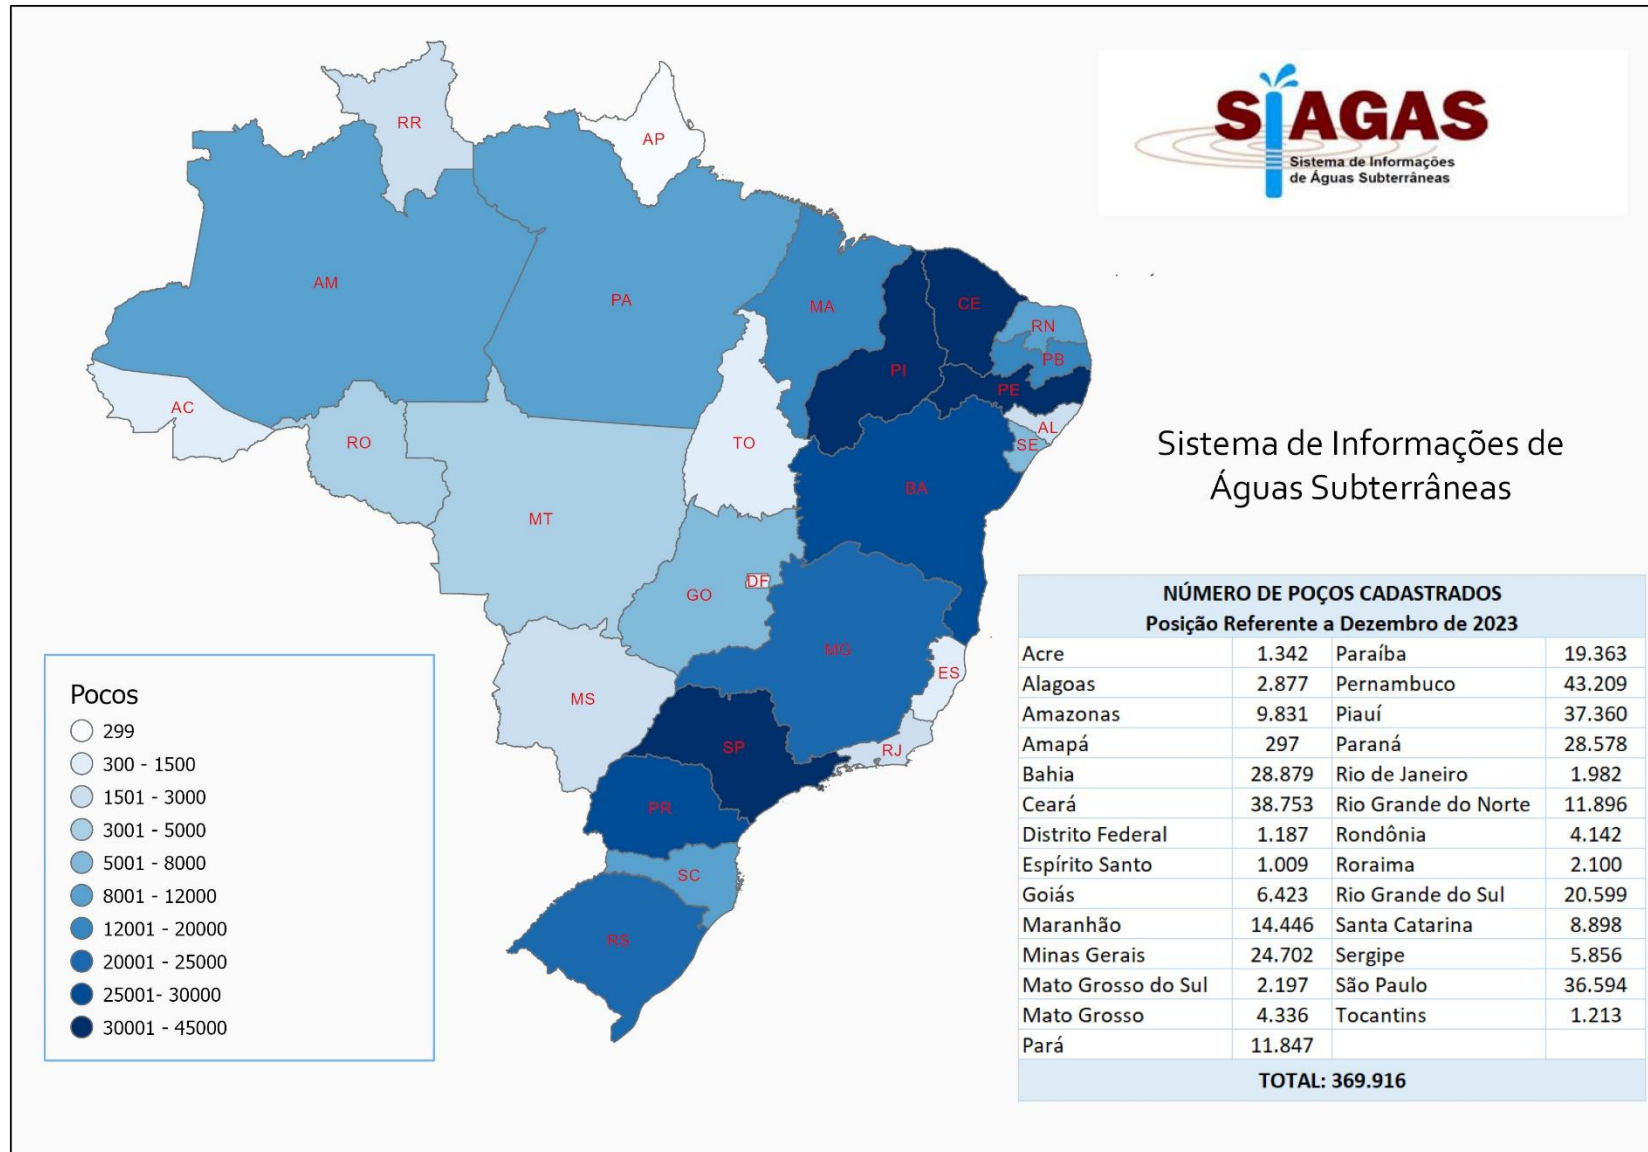 RR
AP
AM
PA
MA
CE
RN
PB
PI
PE
AC
AL
RO
TO
SE
BA
MT
DF
GO
MG
ES
MS
SP
RJ
PR
SC
RS
SIAGAS
Sistema de Informações
de Águas Subterrâneas
Sistema de Informações de
Águas Subterrâneas
Pocos
299
300 - 1500
1501 - 3000
3001 - 5000
5001 - 8000
8001 - 12000
12001 - 20000
20001 - 25000
25001- 30000
30001 - 45000
NÚMERO DE POÇOS CADASTRADOS
Posição Referente a Dezembro de 2023
Acre 1.342 Paraíba 19.363
Alagoas 2.877 Pernambuco 43.209
Amazonas 9.831 Piauí 37.360
Amapá 297 Paraná 28.578
Bahia 28.879 Rio de Janeiro 1.982
Ceará 38.753 Rio Grande do Norte 11.896
Distrito Federal 1.187 Rondônia 4.142
Espírito Santo 1.009 Roraima 2.100
Goiás 6.423 Rio Grande do Sul 20.599
Maranhão 14.446 Santa Catarina 8.898
Minas Gerais 24.702 Sergipe 5.856
Mato Grosso do Sul 2.197 São Paulo 36.594
Mato Grosso 4.336 Tocantins 1.213
Pará 11.847
TOTAL: 369.916